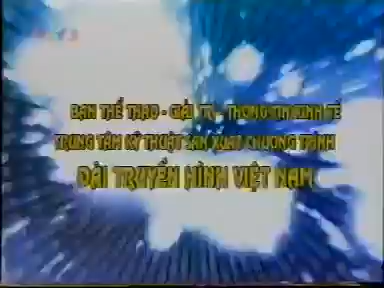 BAN THỂ THAO - GIẢI TRÍ - THÔNG TIN KINH TẾ
TRUNG TÂM KỸ THUẬT SẢN XUẤT CHƯƠNG TRÌNH
ĐÀI TRUYỀN HÌNH VIỆT NAM